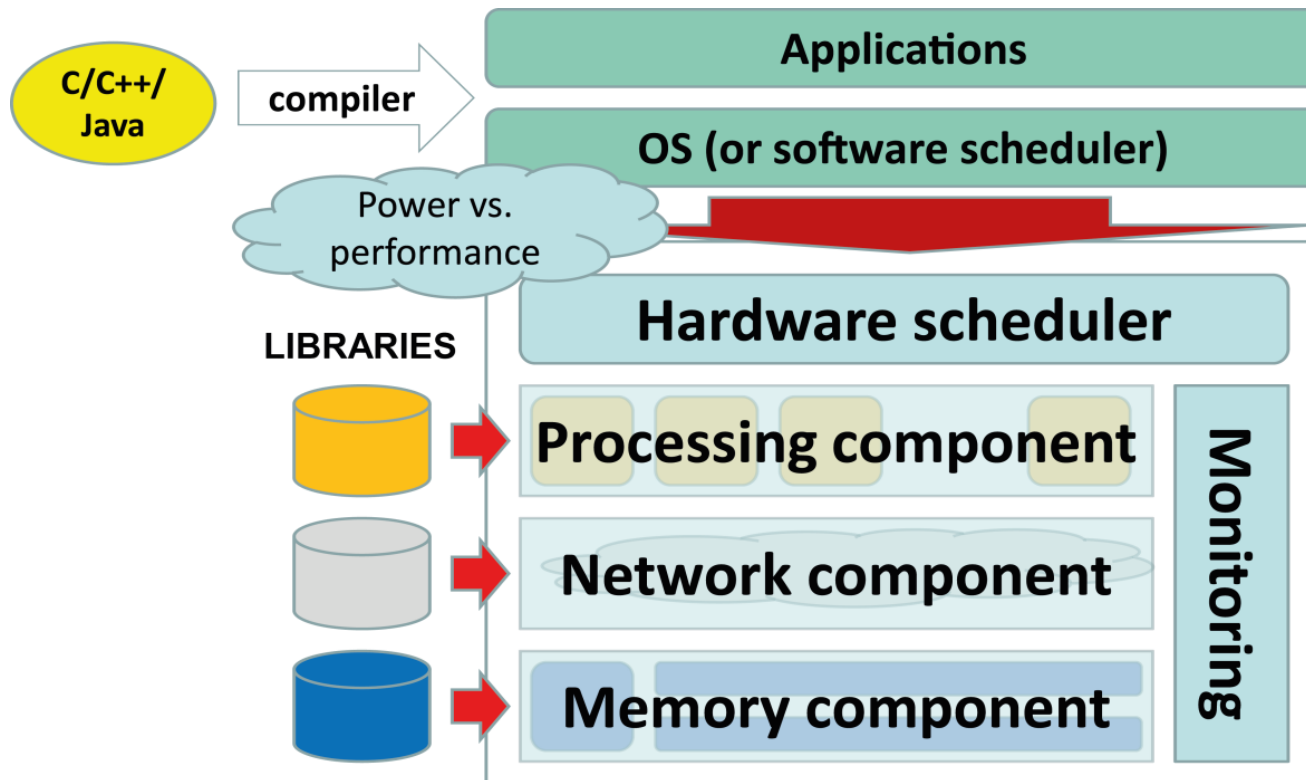 Applications
C/C++/
Java
compiler
OS (or software scheduler)
Power vs.
performance
Hardware scheduler
LIBRARIES
Processing component
Network component
Memory component
Monitoring